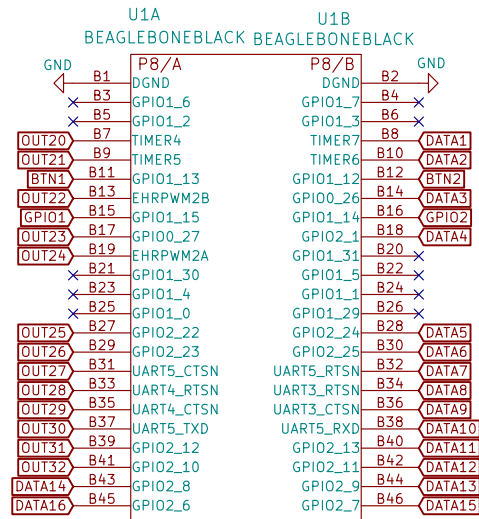 U1A U1B
BEAGLEBONEBLACK BEAGLEBONEBLACK
GND P8/A P8/B GND
B1 DGND DGND B2
B3 GPIO1_6 GPIO1_7 B4
B5 GPIO1_2 GPIO1_3 B6
OUT20 B7 TIMER4 TIMER7 B8 DATA1
OUT21 B9 TIMER5 TIMER6 B10 DATA2
BTN1 B11 GPIO1_13 GPIO1_12 B12 BTN2
OUT22 B13 EHRPWM2B GPIO0_26 B14 DATA3
GPIO1 B15 GPIO1_15 GPIO1_14 B16 GPIO2
OUT23 B17 GPIO0_27 GPIO2_1 B18 DATA4
OUT24 B19 EHRPWM2A GPIO1_31 B20
B21 GPIO1_30 GPIO1_5 B22
B23 GPIO1_4 GPIO1_1 B24
B25 GPIO1_0 GPIO1_29 B26
OUT25 B27 GPIO2_22 GPIO2_24 B28 DATA5
OUT26 B29 GPIO2_23 GPIO2_25 B30 DATA6
OUT27 B31 UART5_CTSN UART5_RTSN B32 DATA7
OUT28 B33 UART4_RTSN UART3_RTSN B34 DATA8
OUT29 B35 UART4_CTSN UART3_CTSN B36 DATA9
OUT30 B37 UART5_TXD UART5_RXD B38 DATA10
OUT31 B39 GPIO2_12 GPIO2_13 B40 DATA11
OUT32 B41 GPIO2_10 GPIO2_11 B42 DATA12
DATA14 B43 GPIO2_8 GPIO2_9 B44 DATA13
DATA16 B45 GPIO2_6 GPIO2_7 B46 DATA15